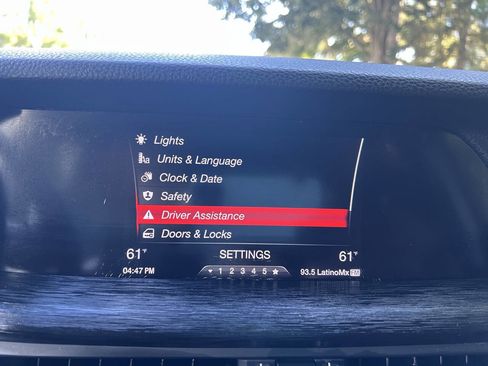 Lights
Units & Language
Clock & Date
Safety
Driver Assistance
Doors & Locks
61°F SETTINGS 61°F
04:47 PM 1 2 3 4 5 93.5 LatinoMx FM